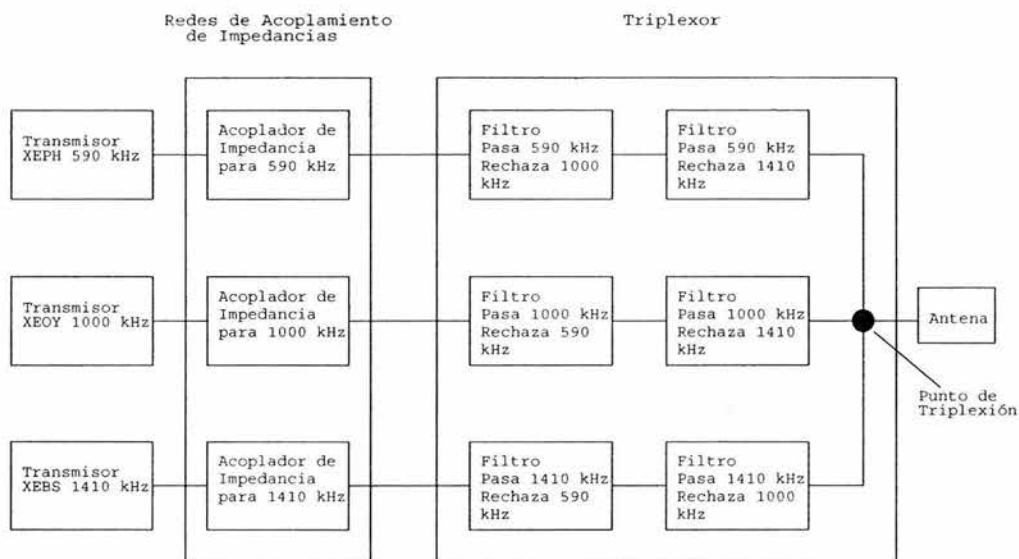 Redes de Acoplamiento
de Impedancias
Triplexor
Transmisor
XEPH 590 kHz
Acoplador de
Impedancia
para 590 kHz
Filtro
Pasa 590 kHz
Rechaza 1000
kHz
Filtro
Pasa 590 kHz
Rechaza 1410
kHz
Transmisor
XEOY 1000 kHz
Acoplador de
Impedancia
para 1000 kHz
Filtro
Pasa 1000 kHz
Rechaza 590
kHz
Filtro
Pasa 1000 kHz
Rechaza 1410
kHz
Antena
Punto de
Triplexión
Transmisor
XEBS 1410 kHz
Acoplador de
Impedancia
para 1410 kHz
Filtro
Pasa 1410 kHz
Rechaza 590
kHz
Filtro
Pasa 1410 kHz
Rechaza 1000
kHz